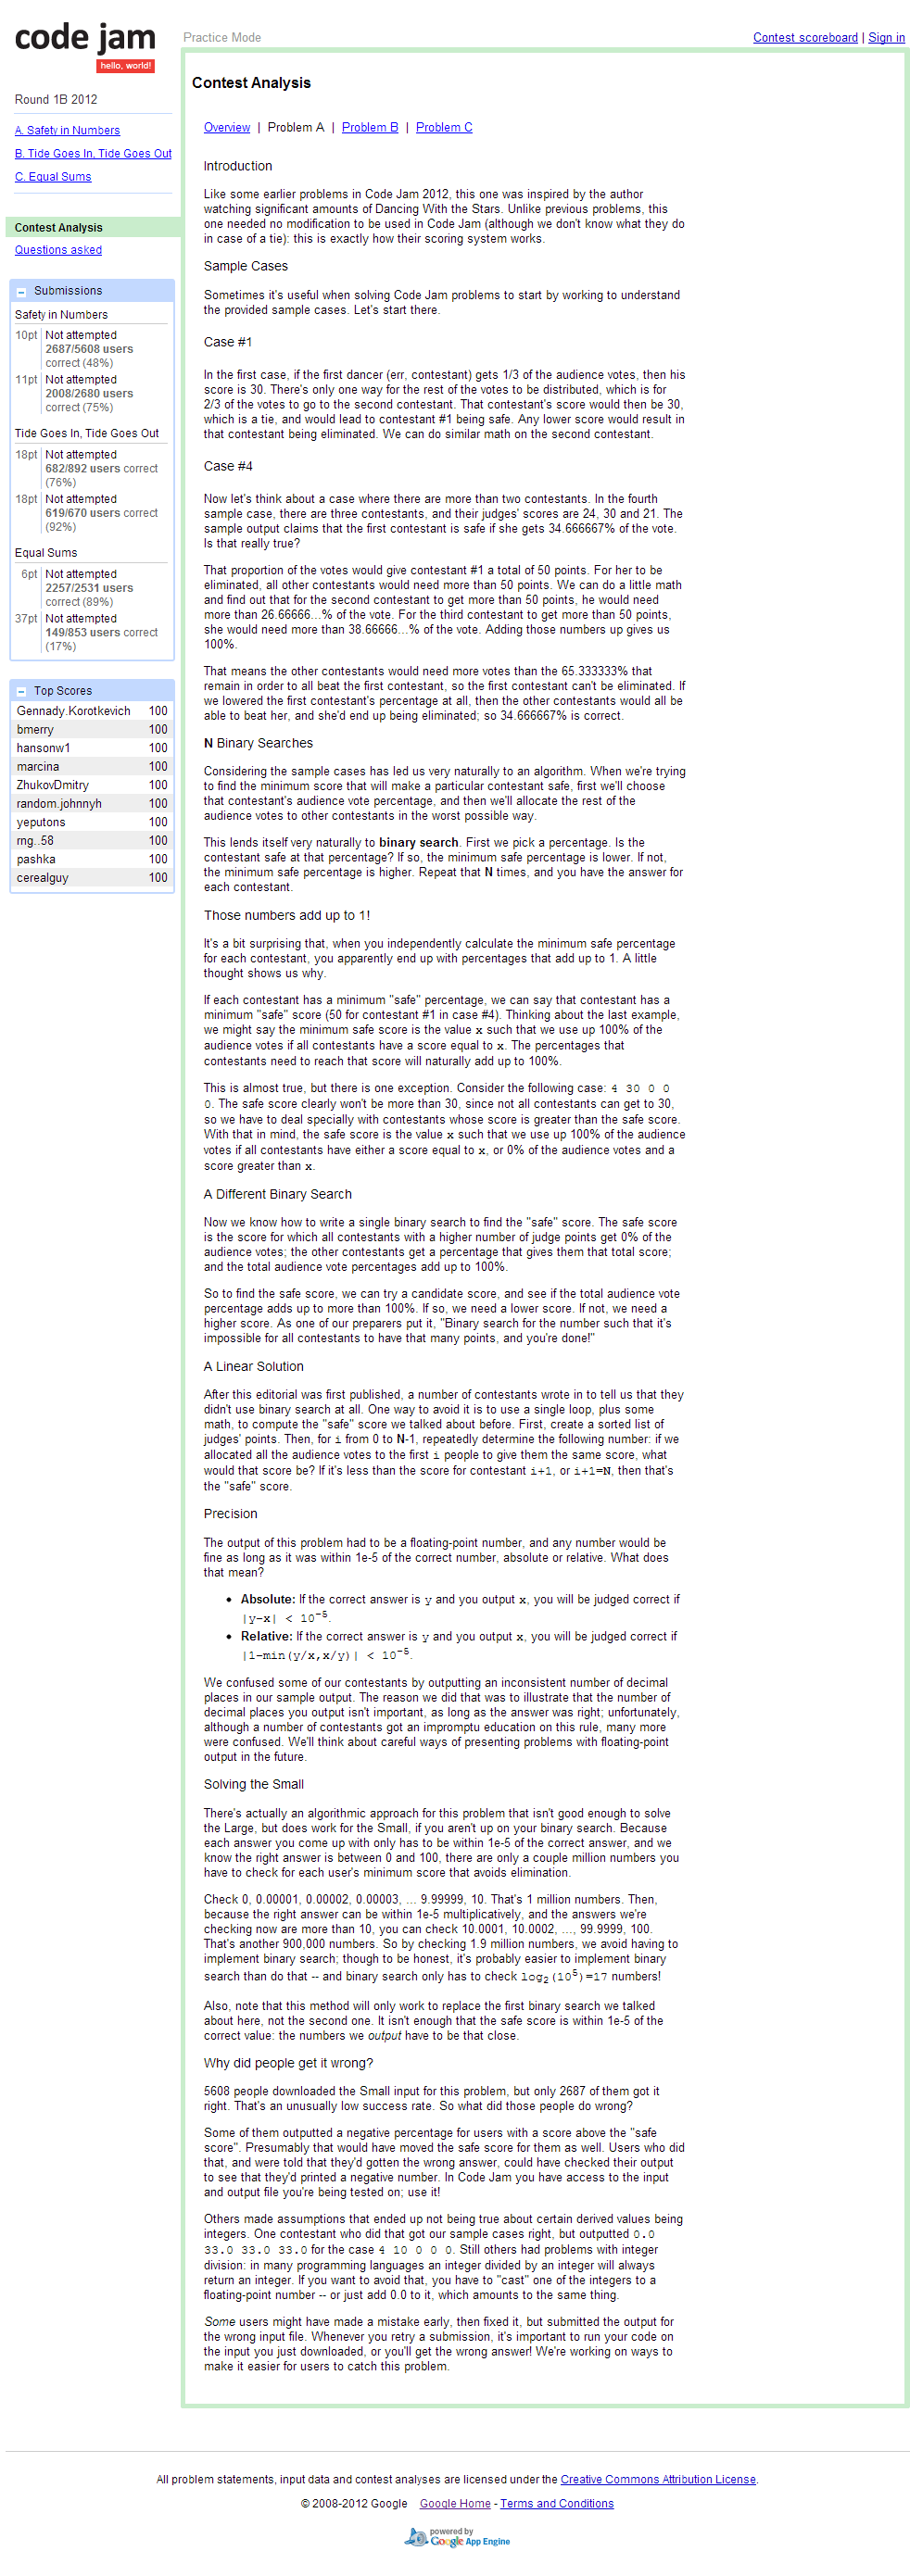 code jam
hello, world!
Practice Mode
Contest scoreboard | Sign in
Round 1B 2012
A. Safety in Numbers
B. Tide Goes In, Tide Goes Out
C. Equal Sums
Contest Analysis
Questions asked
Submissions
Safety in Numbers
10pt Not attempted
2687/5608 users
correct (48%)
11pt Not attempted
2008/2680 users
correct (75%)
Tide Goes In, Tide Goes Out
18pt Not attempted
682/892 users correct
(76%)
18pt Not attempted
619/670 users correct
(92%)
Equal Sums
6pt Not attempted
2257/2531 users
correct (89%)
37pt Not attempted
149/853 users correct
(17%)
Top Scores
Gennady.Korotkevich 100
bmerry 100
hansonw1 100
marcina 100
ZhukovDmitry 100
random.johnnyh 100
yeputons 100
rng..58 100
pashka 100
cerealguy 100
Contest Analysis
Overview | Problem A | Problem B | Problem C
Introduction
Like some earlier problems in Code Jam 2012, this one was inspired by the author
watching significant amounts of Dancing With the Stars. Unlike previous problems, this
one needed no modification to be used in Code Jam (although we don't know what they do
in case of a tie): this is exactly how their scoring system works.
Sample Cases
Sometimes it's useful when solving Code Jam problems to start by working to understand
the provided sample cases. Let's start there.
Case #1
In the first case, if the first dancer (err, contestant) gets 1/3 of the audience votes, then his
score is 30. There's only one way for the rest of the votes to be distributed, which is for
2/3 of the votes to go to the second contestant. That contestant's score would then be 30,
which is a tie, and would lead to contestant #1 being safe. Any lower score would result in
that contestant being eliminated. We can do similar math on the second contestant.
Case #4
Now let's think about a case where there are more than two contestants. In the fourth
sample case, there are three contestants, and their judges' scores are 24, 30 and 21. The
sample output claims that the first contestant is safe if she gets 34.666667% of the vote.
Is that really true?
That proportion of the votes would give contestant #1 a total of 50 points. For her to be
eliminated, all other contestants would need more than 50 points. We can do a little math
and find out that for the second contestant to get more than 50 points, he would need
more than 26.66666...% of the vote. For the third contestant to get more than 50 points,
she would need more than 38.66666...% of the vote. Adding those numbers up gives us
100%.
That means the other contestants would need more votes than the 65.333333% that
remain in order to all beat the first contestant, so the first contestant can't be eliminated. If
we lowered the first contestant's percentage at all, then the other contestants would all be
able to beat her, and she'd end up being eliminated; so 34.666667% is correct.
N Binary Searches
Considering the sample cases has led us very naturally to an algorithm. When we're trying
to find the minimum score that will make a particular contestant safe, first we'll choose
that contestant's audience vote percentage, and then we'll allocate the rest of the
audience votes to other contestants in the worst possible way.
This lends itself very naturally to binary search. First we pick a percentage. Is the
contestant safe at that percentage? If so, the minimum safe percentage is lower. If not,
the minimum safe percentage is higher. Repeat that N times, and you have the answer for
each contestant.
Those numbers add up to 1!
It's a bit surprising that, when you independently calculate the minimum safe percentage
for each contestant, you apparently end up with percentages that add up to 1. A little
thought shows us why.
If each contestant has a minimum "safe" percentage, we can say that contestant has a
minimum "safe" score (50 for contestant #1 in case #4). Thinking about the last example,
we might say the minimum safe score is the value x such that we use up 100% of the
audience votes if all contestants have a score equal to x. The percentages that
contestants need to reach that score will naturally add up to 100%.
This is almost true, but there is one exception. Consider the following case: 4 30 0 0
0. The safe score clearly won't be more than 30, since not all contestants can get to 30,
so we have to deal specially with contestants whose score is greater than the safe score.
With that in mind, the safe score is the value x such that we use up 100% of the audience
votes if all contestants have either a score equal to x, or 0% of the audience votes and a
score greater than x.
A Different Binary Search
Now we know how to write a single binary search to find the "safe" score. The safe score
is the score for which all contestants with a higher number of judge points get 0% of the
audience votes; the other contestants get a percentage that gives them that total score;
and the total audience vote percentages add up to 100%.
So to find the safe score, we can try a candidate score, and see if the total audience vote
percentage adds up to more than 100%. If so, we need a lower score. If not, we need a
higher score. As one of our preparers put it, "Binary search for the number such that it's
impossible for all contestants to have that many points, and you're done!"
A Linear Solution
After this editorial was first published, a number of contestants wrote in to tell us that they
didn't use binary search at all. One way to avoid it is to use a single loop, plus some
math, to compute the "safe" score we talked about before. First, create a sorted list of
judges' points. Then, for i from 0 to N-1, repeatedly determine the following number: if we
allocated all the audience votes to the first i people to give them the same score, what
would that score be? If it's less than the score for contestant i+1, or i+1=N, then that's
the "safe" score.
Precision
The output of this problem had to be a floating-point number, and any number would be
fine as long as it was within 1e-5 of the correct number, absolute or relative. What does
that mean?
• Absolute: If the correct answer is y and you output x, you will be judged correct if
|y-x| < 10⁻⁵.
• Relative: If the correct answer is y and you output x, you will be judged correct if
|1-min(y/x,x/y)| < 10⁻⁵.
We confused some of our contestants by outputting an inconsistent number of decimal
places in our sample output. The reason we did that was to illustrate that the number of
decimal places you output isn't important, as long as the answer was right; unfortunately,
although a number of contestants got an impromptu education on this rule, many more
were confused. We'll think about careful ways of presenting problems with floating-point
output in the future.
Solving the Small
There's actually an algorithmic approach for this problem that isn't good enough to solve
the Large, but does work for the Small, if you aren't up on your binary search. Because
each answer you come up with only has to be within 1e-5 of the correct answer, and we
know the right answer is between 0 and 100, there are only a couple million numbers you
have to check for each user's minimum score that avoids elimination.
Check 0, 0.00001, 0.00002, 0.00003, ... 9.99999, 10. That's 1 million numbers. Then,
because the right answer can be within 1e-5 multiplicatively, and the answers we're
checking now are more than 10, you can check 10.0001, 10.0002, ..., 99.9999, 100.
That's another 900,000 numbers. So by checking 1.9 million numbers, we avoid having to
implement binary search; though to be honest, it's probably easier to implement binary
search than do that -- and binary search only has to check log₂(10⁵)=17 numbers!
Also, note that this method will only work to replace the first binary search we talked
about here, not the second one. It isn't enough that the safe score is within 1e-5 of the
correct value: the numbers we output have to be that close.
Why did people get it wrong?
5608 people downloaded the Small input for this problem, but only 2687 of them got it
right. That's an unusually low success rate. So what did those people do wrong?
Some of them outputted a negative percentage for users with a score above the "safe
score". Presumably that would have moved the safe score for them as well. Users who did
that, and were told that they'd gotten the wrong answer, could have checked their output
to see that they'd printed a negative number. In Code Jam you have access to the input
and output file you're being tested on; use it!
Others made assumptions that ended up not being true about certain derived values being
integers. One contestant who did that got our sample cases right, but outputted 0.0
33.0 33.0 33.0 for the case 4 10 0 0 0. Still others had problems with integer
division: in many programming languages an integer divided by an integer will always
return an integer. If you want to avoid that, you have to "cast" one of the integers to a
floating-point number -- or just add 0.0 to it, which amounts to the same thing.
Some users might have made a mistake early, then fixed it, but submitted the output for
the wrong input file. Whenever you retry a submission, it's important to run your code on
the input you just downloaded, or you'll get the wrong answer! We're working on ways to
make it easier for users to catch this problem.
All problem statements, input data and contest analyses are licensed under the Creative Commons Attribution License.
© 2008-2012 Google Google Home - Terms and Conditions
powered by
Google App Engine